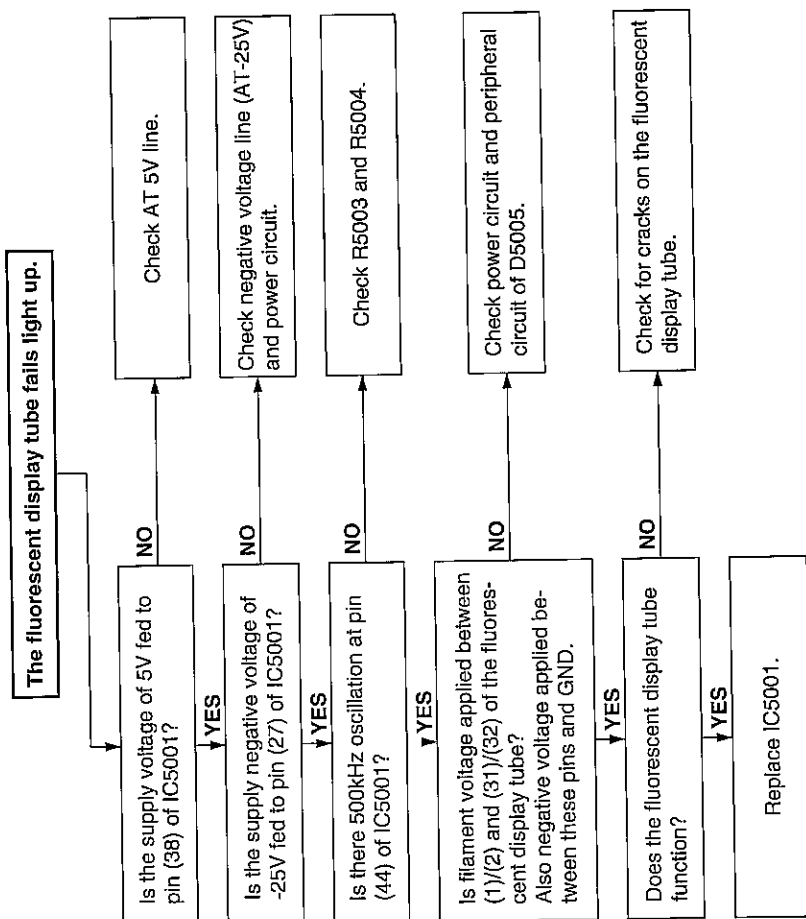 The fluorescent display tube fails light up.
Is the supply voltage of 5V fed to
pin (38) of IC5001?
NO
Check AT 5V line.
YES
Is the supply negative voltage of
-25V fed to pin (27) of IC5001?
NO
Check negative voltage line (AT-25V)
and power circuit.
YES
Is there 500kHz oscillation at pin
(44) of IC5001?
NO
Check R5003 and R5004.
YES
Is filament voltage applied between
(1)/(2) and (31)/(32) of the fluores-
cent display tube?
Also negative voltage applied be-
tween these pins and GND.
NO
Check power circuit and peripheral
circuit of D5005.
YES
Does the fluorescent display tube
function?
NO
Check for cracks on the fluorescent
display tube.
YES
Replace IC5001.